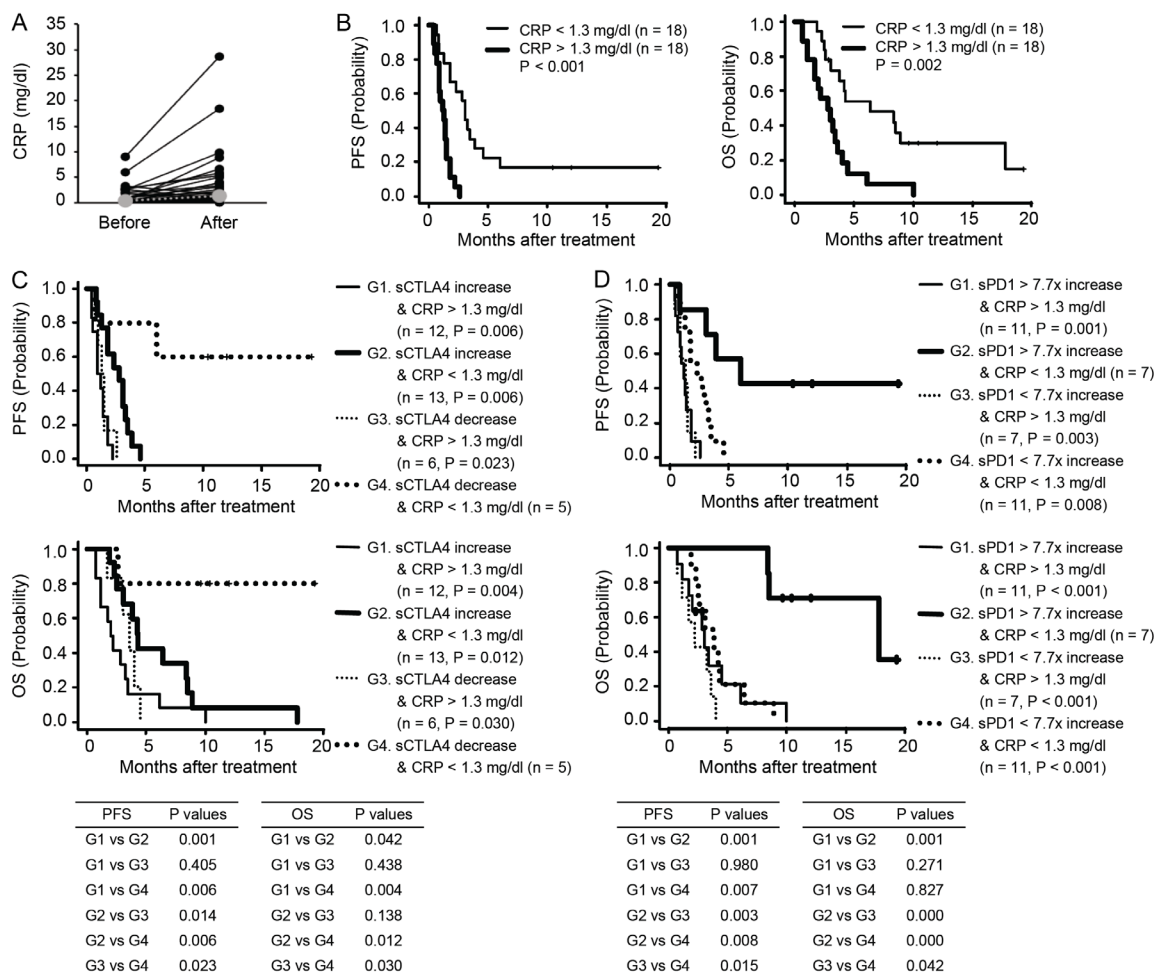 A
CRP (mg/dl)
35
30
25
20
15
10
5
0
Before
After
B
PFS (Probability)
1.0
0.8
0.6
0.4
0.2
0.0
0
5
10
15
20
Months after treatment
CRP < 1.3 mg/dl (n = 18)
CRP > 1.3 mg/dl (n = 18)
P < 0.001
OS (Probability)
1.0
0.8
0.6
0.4
0.2
0.0
0
5
10
15
20
Months after treatment
CRP < 1.3 mg/dl (n = 18)
CRP > 1.3 mg/dl (n = 18)
P = 0.002
C
PFS (Probability)
1.0
0.8
0.6
0.4
0.2
0.0
0
5
10
15
20
Months after treatment
G1. sCTLA4 increase
& CRP > 1.3 mg/dl
(n = 12, P = 0.006)
G2. sCTLA4 increase
& CRP < 1.3 mg/dl
(n = 13, P = 0.006)
G3. sCTLA4 decrease
& CRP > 1.3 mg/dl
(n = 6, P = 0.023)
G4. sCTLA4 decrease
& CRP < 1.3 mg/dl (n = 5)
OS (Probability)
1.0
0.8
0.6
0.4
0.2
0.0
0
5
10
15
20
Months after treatment
G1. sCTLA4 increase
& CRP > 1.3 mg/dl
(n = 12, P = 0.004)
G2. sCTLA4 increase
& CRP < 1.3 mg/dl
(n = 13, P = 0.012)
G3. sCTLA4 decrease
& CRP > 1.3 mg/dl
(n = 6, P = 0.030)
G4. sCTLA4 decrease
& CRP < 1.3 mg/dl (n = 5)
PFS P values
G1 vs G2 0.001
G1 vs G3 0.405
G1 vs G4 0.006
G2 vs G3 0.014
G2 vs G4 0.006
G3 vs G4 0.023
OS P values
G1 vs G2 0.042
G1 vs G3 0.438
G1 vs G4 0.004
G2 vs G3 0.138
G2 vs G4 0.012
G3 vs G4 0.030
D
PFS (Probability)
1.0
0.8
0.6
0.4
0.2
0.0
0
5
10
15
20
Months after treatment
G1. sPD1 > 7.7x increase
& CRP > 1.3 mg/dl
(n = 11, P = 0.001)
G2. sPD1 > 7.7x increase
& CRP < 1.3 mg/dl (n = 7)
G3. sPD1 < 7.7x increase
& CRP > 1.3 mg/dl
(n = 7, P = 0.003)
G4. sPD1 < 7.7x increase
& CRP < 1.3 mg/dl
(n = 11, P = 0.008)
OS (Probability)
1.0
0.8
0.6
0.4
0.2
0.0
0
5
10
15
20
Months after treatment
G1. sPD1 > 7.7x increase
& CRP > 1.3 mg/dl
(n = 11, P < 0.001)
G2. sPD1 > 7.7x increase
& CRP < 1.3 mg/dl (n = 7)
G3. sPD1 < 7.7x increase
& CRP > 1.3 mg/dl
(n = 7, P < 0.001)
G4. sPD1 < 7.7x increase
& CRP < 1.3 mg/dl
(n = 11, P < 0.001)
PFS P values
G1 vs G2 0.001
G1 vs G3 0.980
G1 vs G4 0.007
G2 vs G3 0.003
G2 vs G4 0.008
G3 vs G4 0.015
OS P values
G1 vs G2 0.001
G1 vs G3 0.271
G1 vs G4 0.827
G2 vs G3 0.000
G2 vs G4 0.000
G3 vs G4 0.042